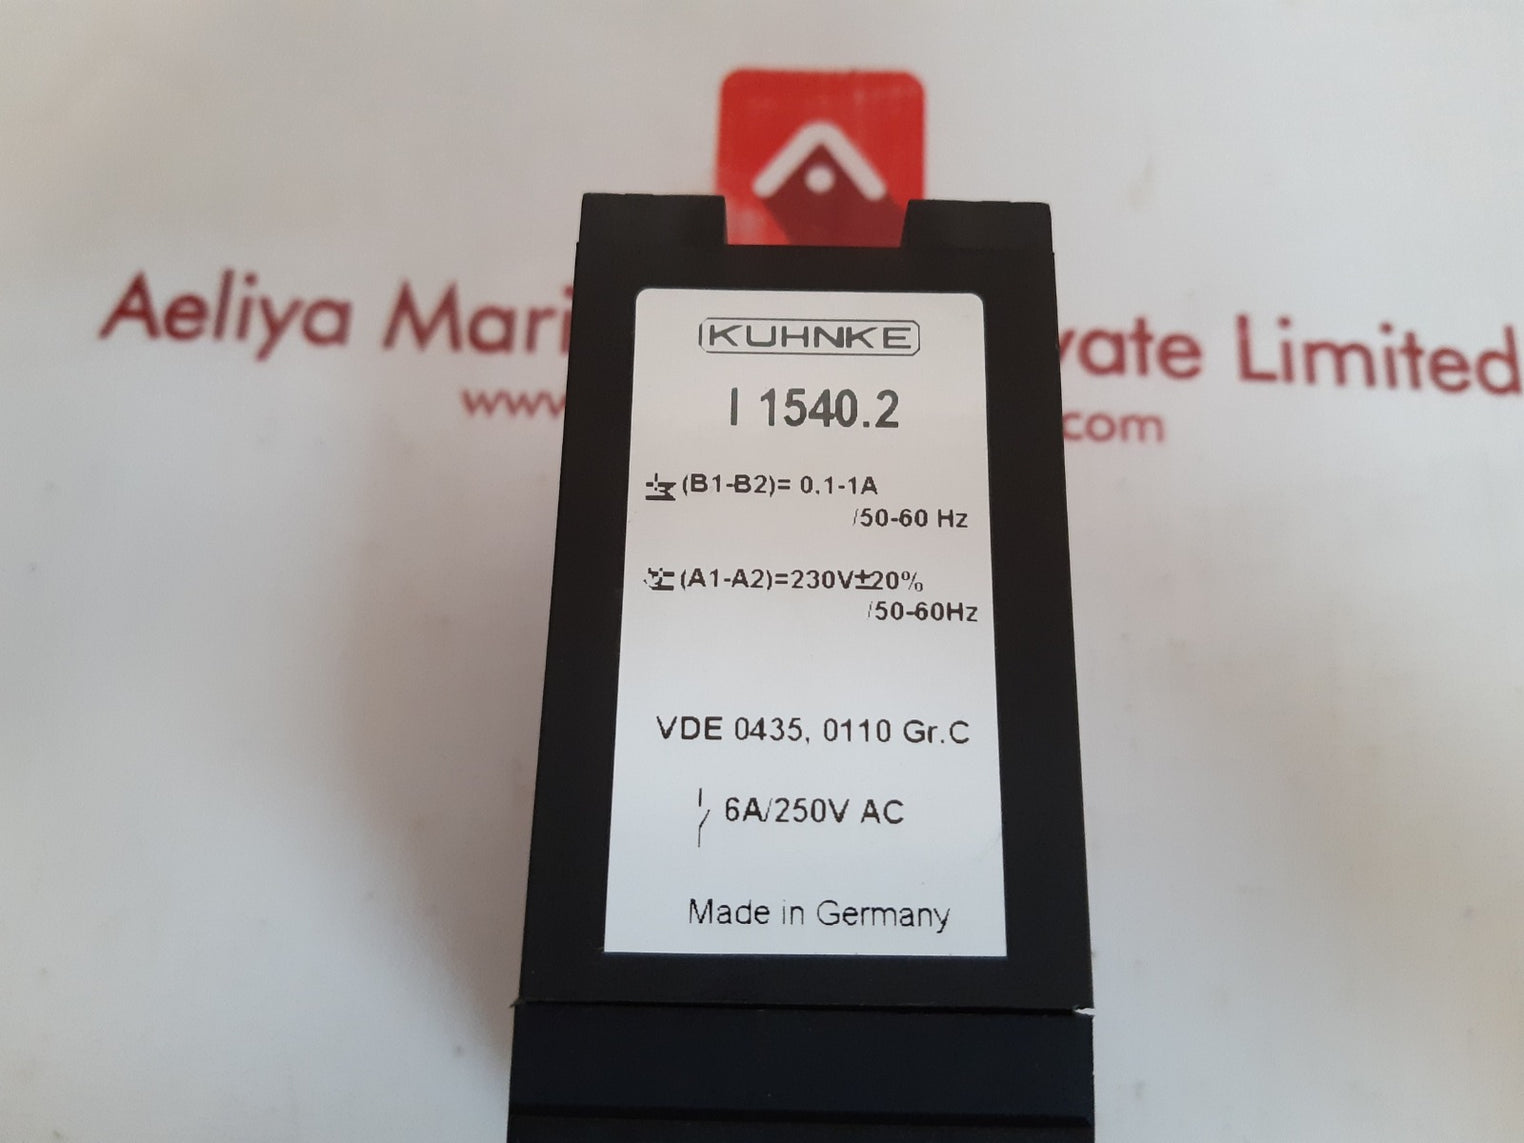 Aeliya Mari vate Limited
www com
KUHNKE
I 1540.2
(B1-B2)= 0.1-1A
/50-60 Hz
(A1-A2)=230V±20%
/50-60Hz
VDE 0435, 0110 Gr.C
6A/250V AC
Made in Germany